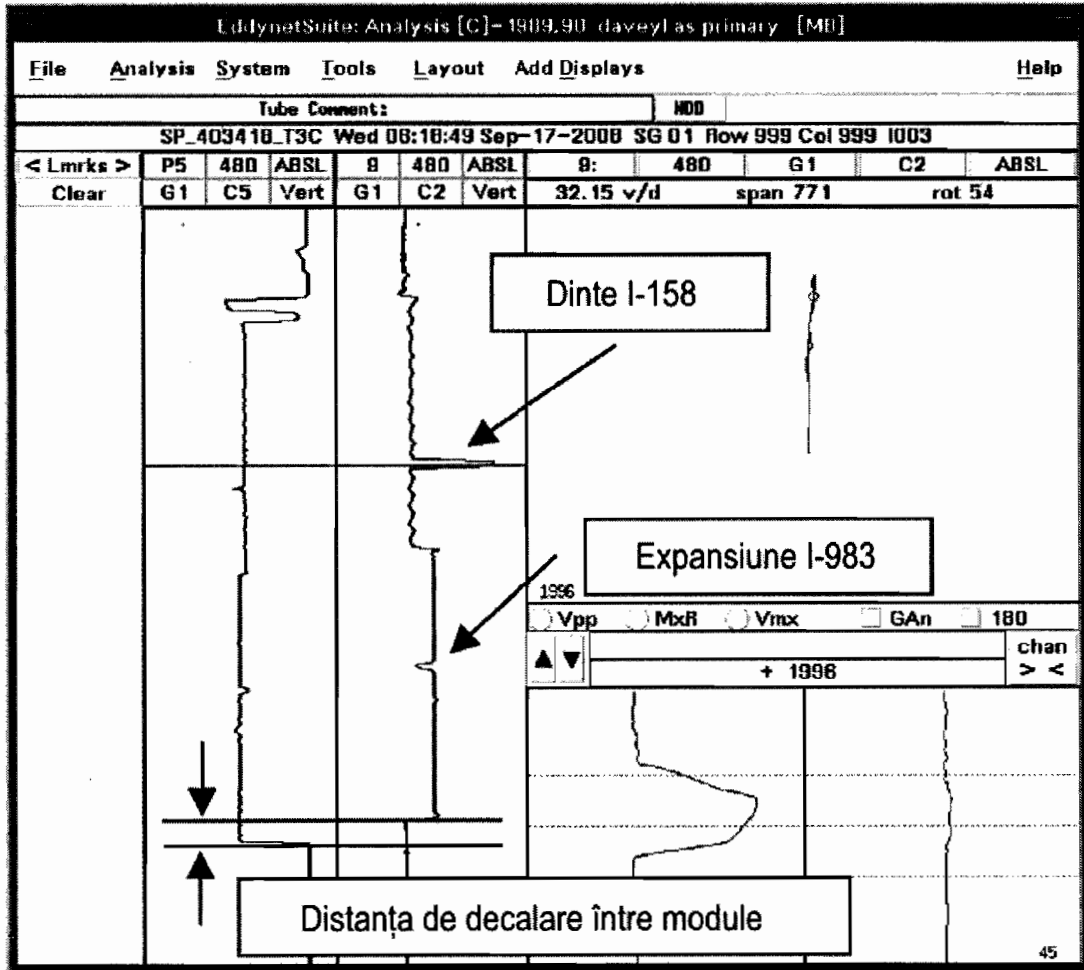 EddynetSuite: Analysis [C]- 1989,90 daveyl as primary [MD]
File Analysis System Tools Layout Add Displays Help
Tube Comment: NDD
SP_403418_T3C Wed 08:18:49 Sep-17-2008 SG 01 Row 999 Col 999 I003
< Lmrks > P5 480 ABSL 9 480 ABSL 9: 480 G1 C2 ABSL
Clear G1 C5 Vert G1 C2 Vert 32.15 v/d span 771 rot 54
Dinte I-158
Expansiune I-983
1996
Vpp MxR Vmx GAn 180
▲ ▼ chan
+ 1996 > <
Distanța de decalare între module
45